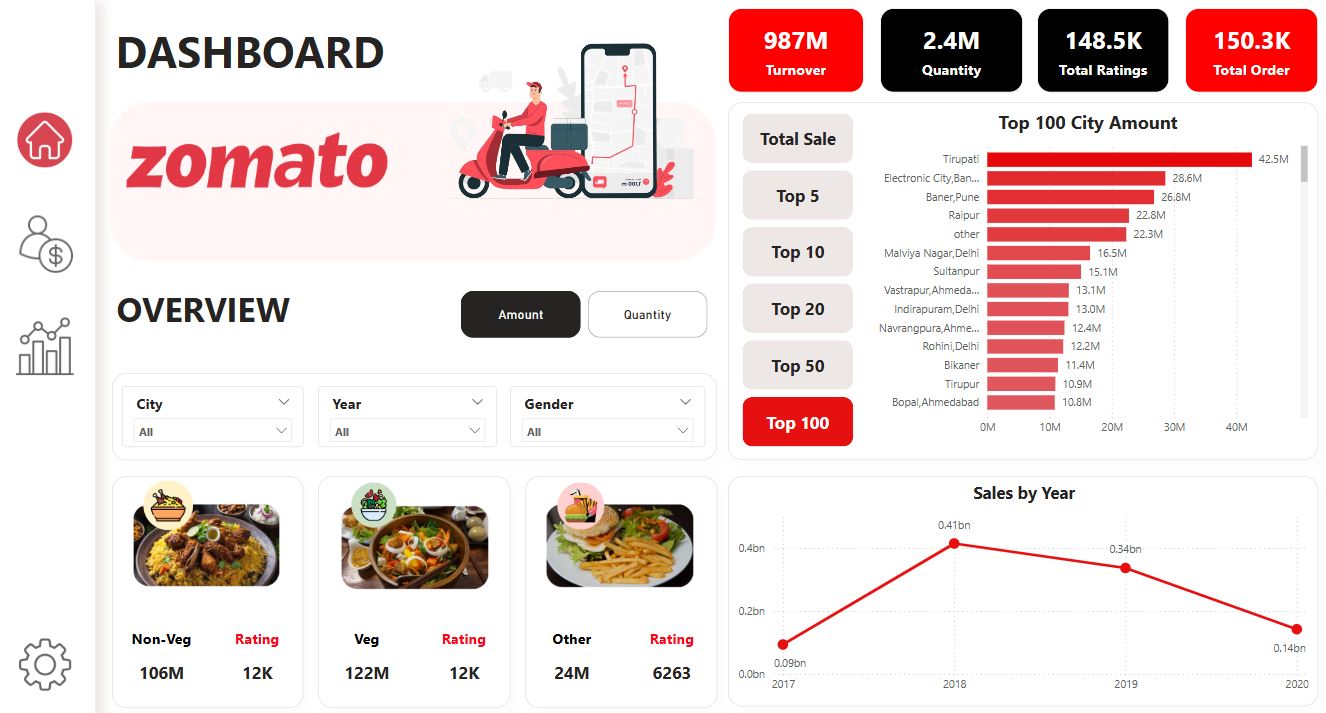 DASHBOARD
zomato
OVERVIEW
Amount
Quantity
City
All
Year
All
Gender
All
Non-Veg
Rating
106M
12K
Veg
Rating
122M
12K
Other
Rating
24M
6263
987M
Turnover
2.4M
Quantity
148.5K
Total Ratings
150.3K
Total Order
Total Sale
Top 5
Top 10
Top 20
Top 50
Top 100
Top 100 City Amount
Tirupati 42.5M
Electronic City,Ban... 28.6M
Baner,Pune 26.8M
Raipur 22.8M
other 22.3M
Malviya Nagar,Delhi 16.5M
Sultanpur 15.1M
Vastrapur,Ahmeda... 13.1M
Indirapuram,Delhi 13.0M
Navrangpura,Ahme... 12.4M
Rohini,Delhi 12.2M
Bikaner 11.4M
Tirupur 10.9M
Bopal,Ahmedabad 10.8M
0M 10M 20M 30M 40M
Sales by Year
0.41bn
0.34bn
0.4bn
0.2bn
0.09bn
0.14bn
0.0bn
2017 2018 2019 2020